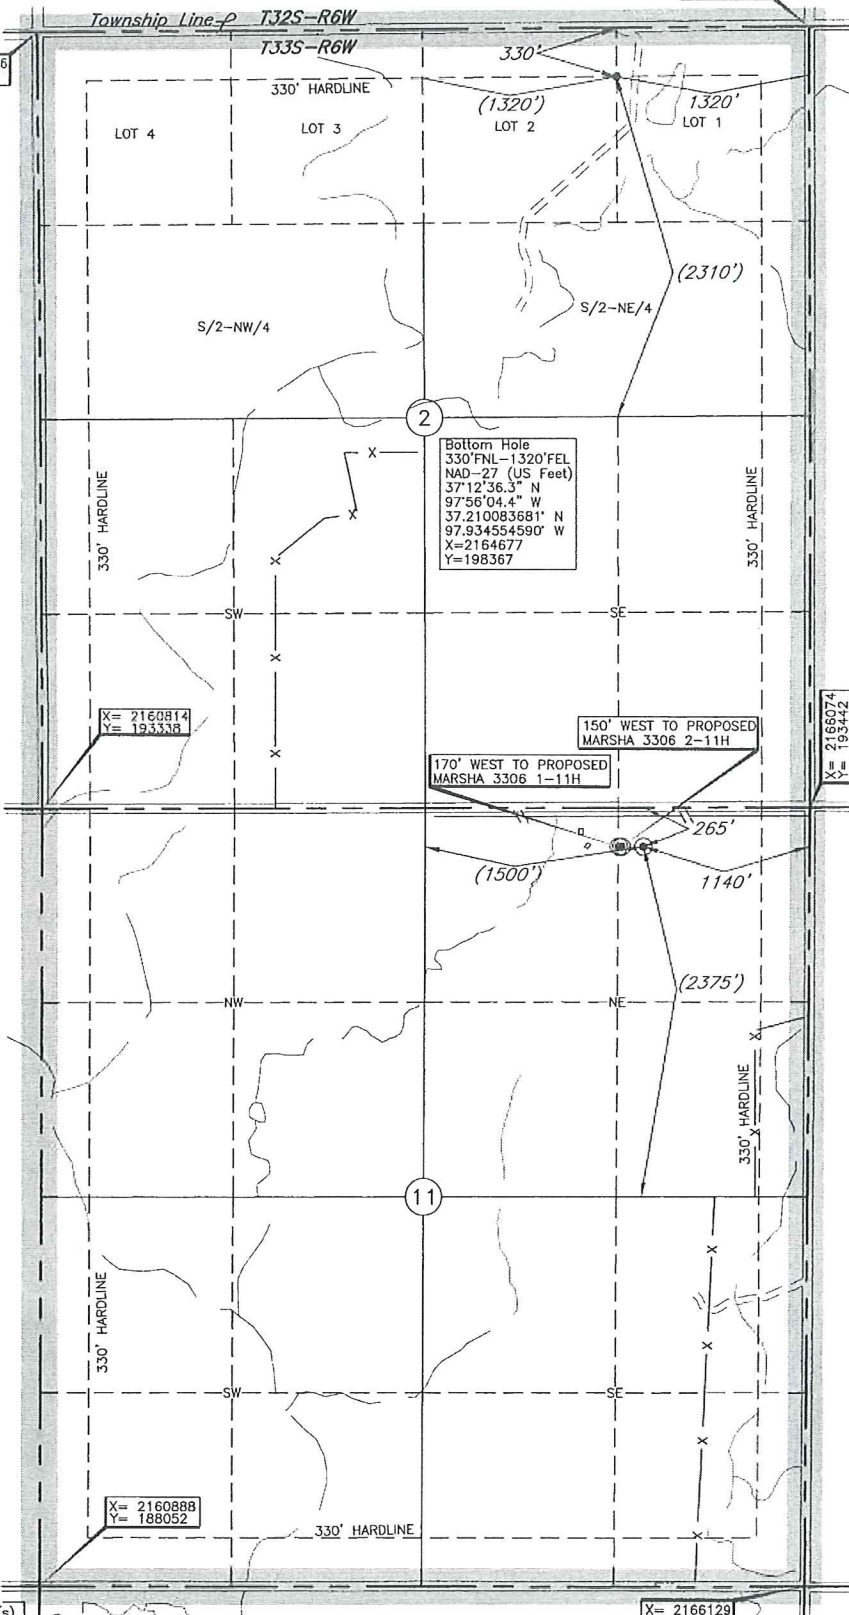 Township Line
T32S-R6W
T33S-R6W
6
330'
330' HARDLINE
(1320')
1320'
LOT 4
LOT 3
LOT 2
LOT 1
(2310')
S/2-NW/4
S/2-NE/4
2
Bottom Hole
330'FNL-1320'FEL
NAD-27 (US Feet)
37°12'36.3" N
97°56'04.4" W
37.210083681° N
97.934554590° W
X=2164677
Y=198367
330' HARDLINE
330' HARDLINE
X
X
X
X
X
SW
SE
X= 2160814
Y= 193338
X= 2166074
Y= 193442
150' WEST TO PROPOSED
MARSHA 3306 2-11H
170' WEST TO PROPOSED
MARSHA 3306 1-11H
265'
(1500')
1140'
(2375')
NW
NE
X
X
330' HARDLINE
11
X
X
X
X
330' HARDLINE
SW
SE
X= 2160888
Y= 188052
330' HARDLINE
X= 2166129